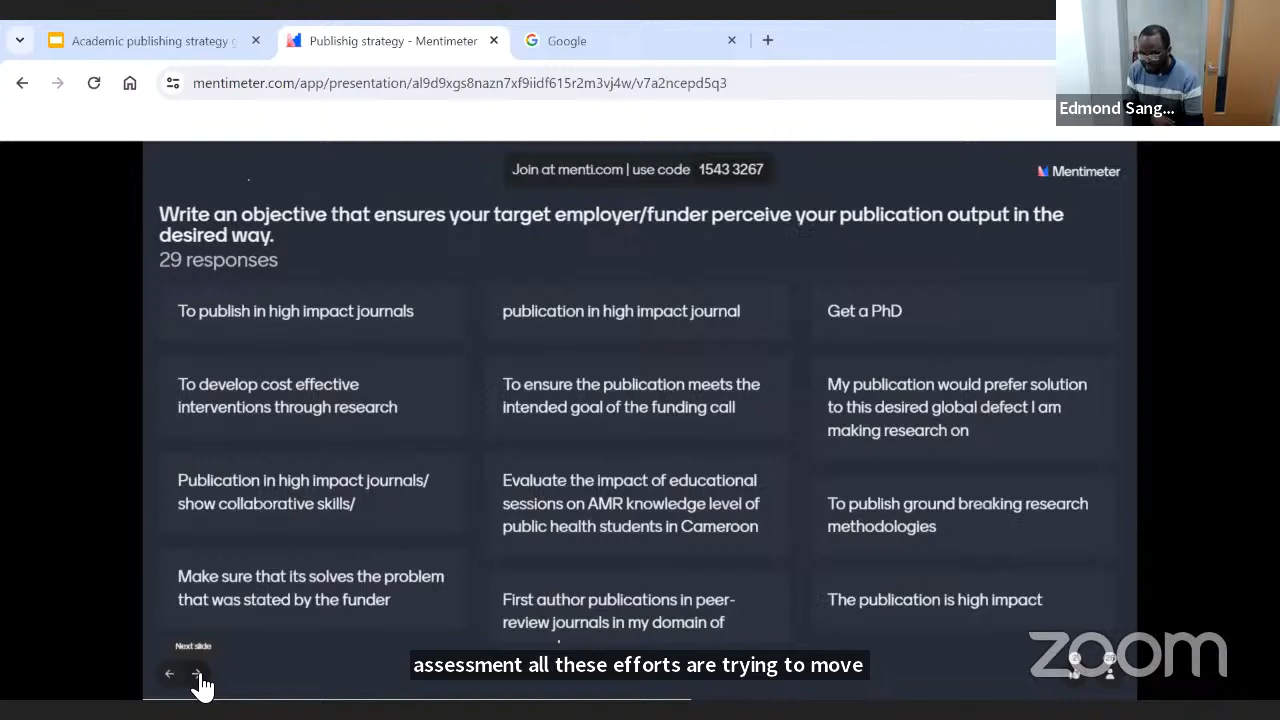 Academic publishing strategy g
Publishig strategy - Mentimeter
Google
mentimeter.com/app/presentation/al9d9xgs8nazn7xf9iidf615r2m3vj4w/v7a2ncepd5q3
Edmond Sang...
Join at menti.com | use code 1543 3267
Mentimeter
Write an objective that ensures your target employer/funder perceive your publication output in the
desired way.
29 responses
To publish in high impact journals
To develop cost effective
interventions through research
Publication in high impact journals/
show collaborative skills/
Make sure that its solves the problem
that was stated by the funder
publication in high impact journal
To ensure the publication meets the
intended goal of the funding call
Evaluate the impact of educational
sessions on AMR knowledge level of
public health students in Cameroon
First author publications in peer-
review journals in my domain of
Get a PhD
My publication would prefer solution
to this desired global defect I am
making research on
To publish ground breaking research
methodologies
The publication is high impact
Next slide
assessment all these efforts are trying to move
zoom